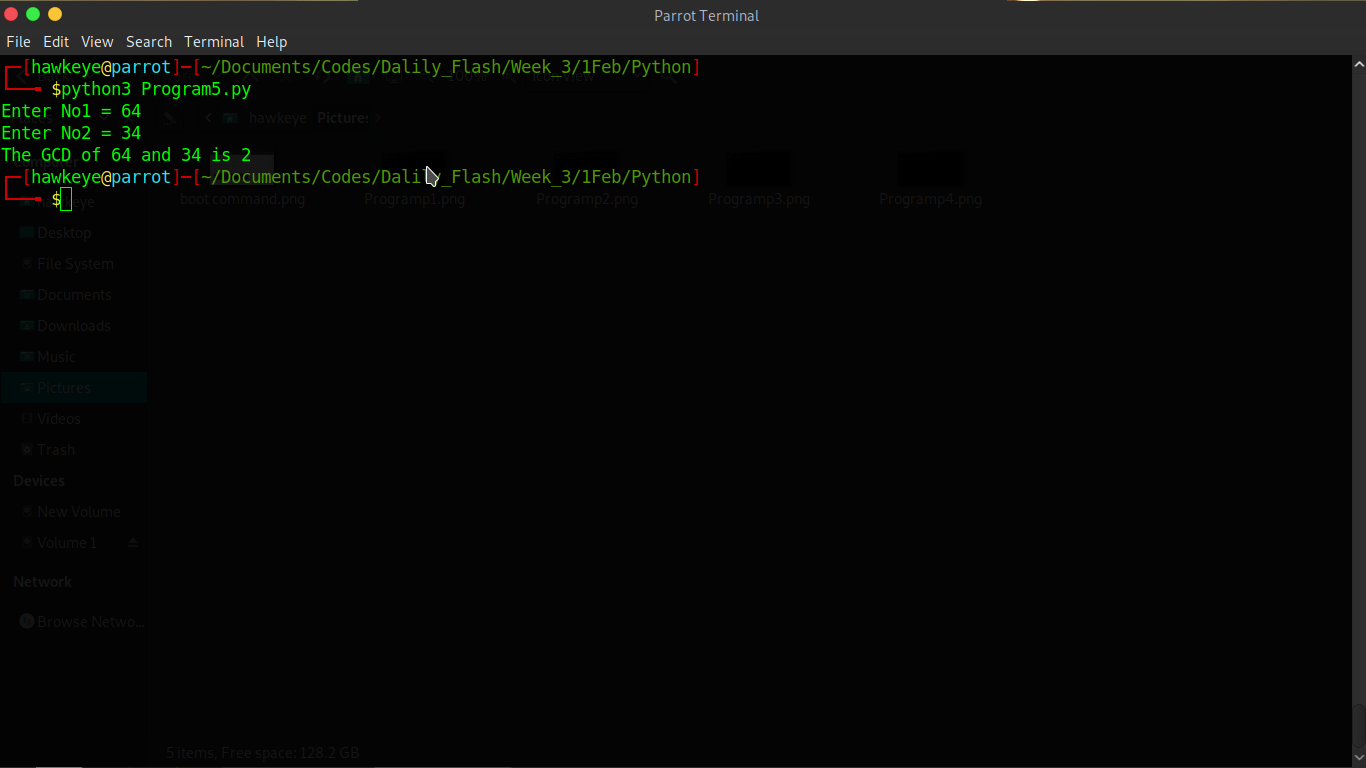 Parrot Terminal
File Edit View Search Terminal Help
┌─[hawkeye@parrot]─[~/Documents/Codes/Dalily_Flash/Week_3/1Feb/Python]
└──╼ $python3 Program5.py
Enter No1 = 64
Enter No2 = 34
The GCD of 64 and 34 is 2
┌─[hawkeye@parrot]─[~/Documents/Codes/Dalily_Flash/Week_3/1Feb/Python]
└──╼ $
hawkeye Pictures
boot command.png Programp1.png Programp2.png Programp3.png Programp4.png
Desktop
File System
Documents
Downloads
Music
Pictures
Videos
Trash
Devices
New Volume
Volume 1
Network
Browse Netwo...
5 items, Free space: 128.2 GB